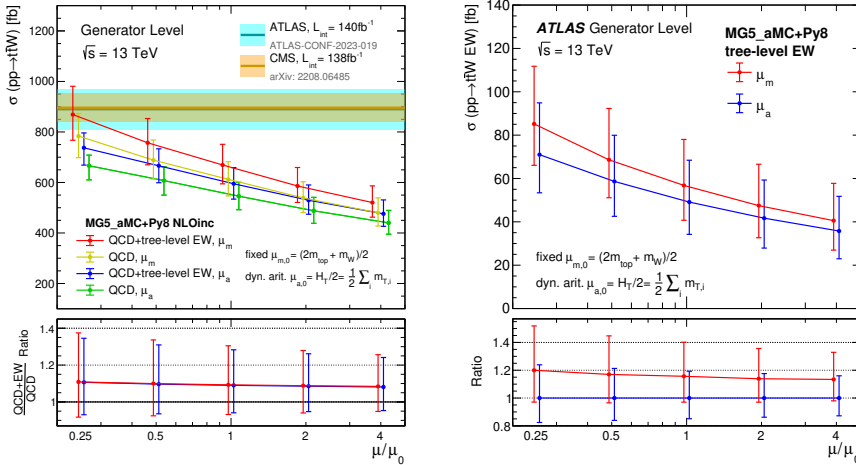 σ (pp→tt̄W) [fb]
1200
1000
800
600
400
200
Generator Level
√s = 13 TeV
ATLAS, L_int = 140fb⁻¹
ATLAS-CONF-2023-019
CMS, L_int = 138fb⁻¹
arXiv: 2208.06485
MG5_aMC+Py8 NLOinc
QCD+tree-level EW, μ_m
QCD, μ_m
QCD+tree-level EW, μ_a
QCD, μ_a
fixed μ_m,0 = (2m_top + m_W)/2
dyn. arit. μ_a,0 = H_T/2= 1/2 ∑_i m_T,i
QCD+EW/QCD Ratio
1.4
1.2
1
0.25 0.5 1 2 4
μ/μ_0
σ (pp→tt̄W EW) [fb]
140
120
100
80
60
40
20
0
ATLAS Generator Level
√s = 13 TeV
MG5_aMC+Py8
tree-level EW
μ_m
μ_a
fixed μ_m,0 = (2m_top + m_W)/2
dyn. arit. μ_a,0 = H_T/2= 1/2 ∑_i m_T,i
Ratio
1.4
1.2
1
0.25 0.5 1 2 4
μ/μ_0